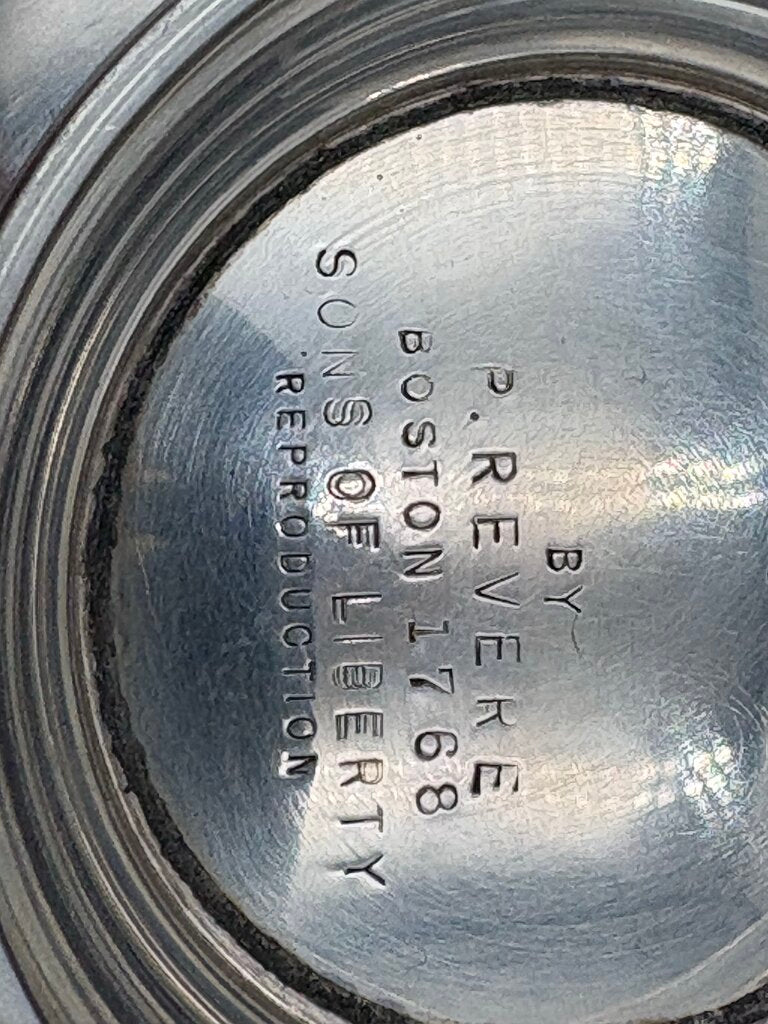 BY
P. REVERE
BOSTON 1768
SONS OF LIBERTY
REPRODUCTION